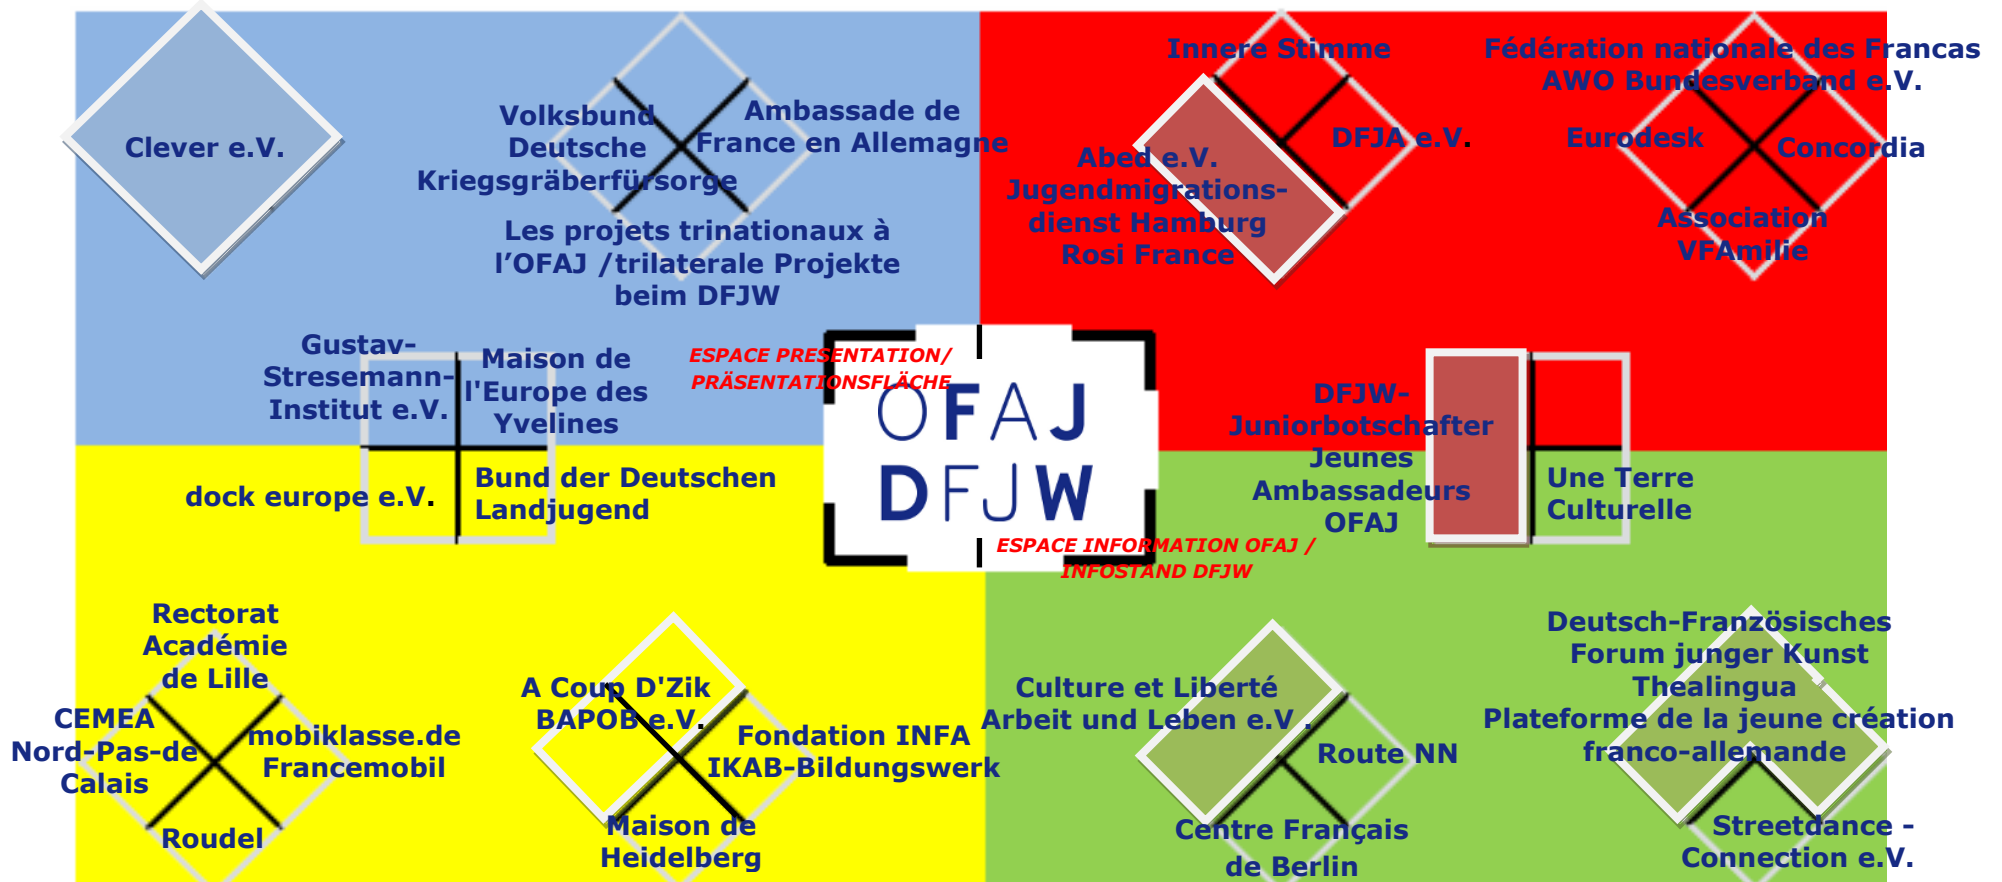 Clever e.V.
Volksbund
Deutsche
Kriegsgräberfürsorge
Ambassade de
France en Allemagne
Les projets trinationaux à
l’OFAJ /trilaterale Projekte
beim DFJW
Innere Stimme
DFJA e.V.
Abed e.V.
Jugendmigrations-
dienst Hamburg
Rosi France
Fédération nationale des Francas
AWO Bundesverband e.V.
Eurodesk
Concordia
Association
VFAmilie
Gustav-
Stresemann-
Institut e.V.
Maison de
l'Europe des
Yvelines
dock europe e.V.
Bund der Deutschen
Landjugend
ESPACE PRESENTATION/
PRÄSENTATIONSFLÄCHE
OFAJ
DFJW
ESPACE INFORMATION OFAJ /
INFOSTAND DFJW
DFJW-
Juniorbotschafter
Jeunes
Ambassadeurs
OFAJ
Une Terre
Culturelle
Rectorat
Académie
de Lille
CEMEA
Nord-Pas-de
Calais
mobiklasse.de
Francemobil
Roudel
A Coup D'Zik
BAPOB e.V.
Fondation INFA
IKAB-Bildungswerk
Maison de
Heidelberg
Culture et Liberté
Arbeit und Leben e.V .
Route NN
Centre Français
de Berlin
Deutsch-Französisches
Forum junger Kunst
Thealingua
Plateforme de la jeune création
franco-allemande
Streetdance -
Connection e.V.